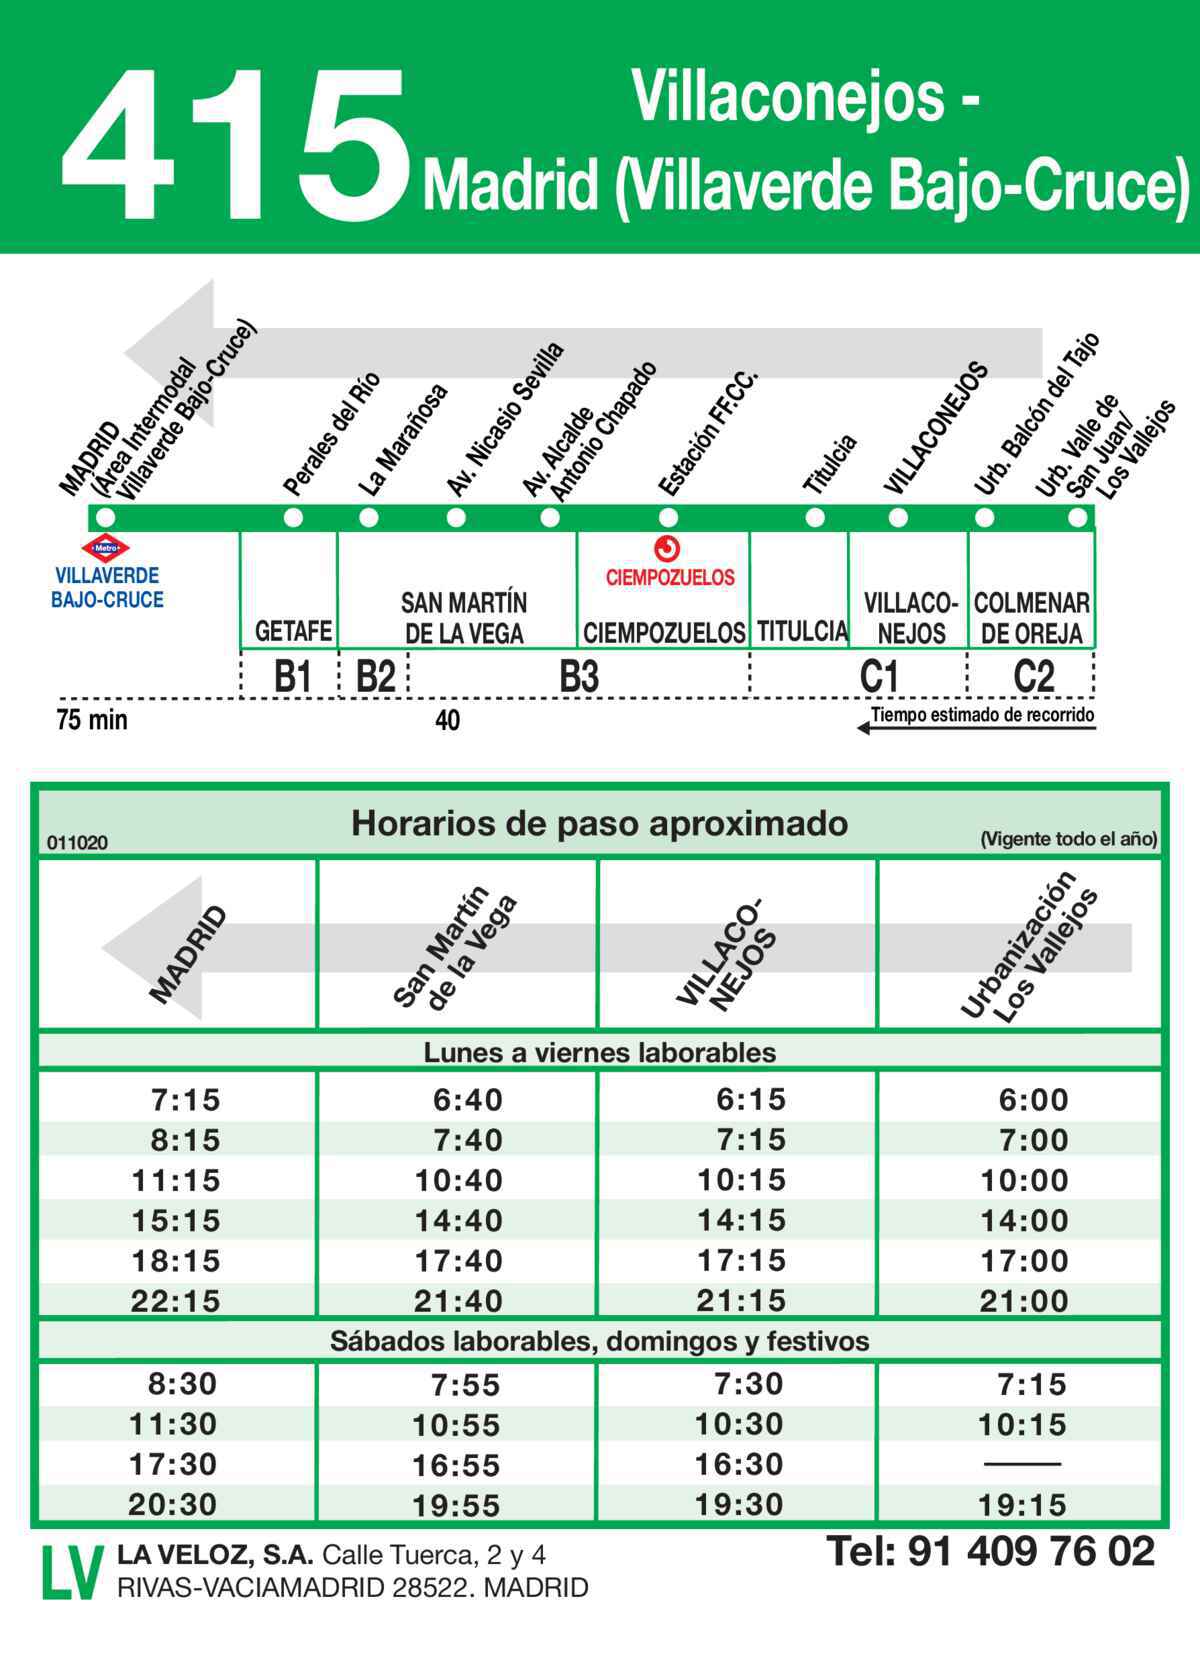 415
Villaconejos -
Madrid (Villaverde Bajo-Cruce)
MADRID
(Área Intermodal
Villaverde Bajo-Cruce)
Perales del Río
La Marañosa
Av. Nicasio Sevilla
Av. Alcalde
Antonio Chapado
Estación FF.CC.
Titulcia
VILLACONEJOS
Urb. Balcón del Tajo
Urb. Valle de
San Juan/
Los Vallejos
Metro
VILLAVERDE
BAJO-CRUCE
CIEMPOZUELOS
GETAFE
SAN MARTÍN
DE LA VEGA
CIEMPOZUELOS
TITULCIA
VILLACO-
NEJOS
COLMENAR
DE OREJA
B1 B2 B3 C1 C2
75 min 40 Tiempo estimado de recorrido
011020 Horarios de paso aproximado (Vigente todo el año)
MADRID
San Martín
de la Vega
VILLACO-
NEJOS
Urbanización
Los Vallejos
Lunes a viernes laborables
7:15 6:40 6:15 6:00
8:15 7:40 7:15 7:00
11:15 10:40 10:15 10:00
15:15 14:40 14:15 14:00
18:15 17:40 17:15 17:00
22:15 21:40 21:15 21:00
Sábados laborables, domingos y festivos
8:30 7:55 7:30 7:15
11:30 10:55 10:30 10:15
17:30 16:55 16:30 ——
20:30 19:55 19:30 19:15
LV
LA VELOZ, S.A. Calle Tuerca, 2 y 4
RIVAS-VACIAMADRID 28522. MADRID
Tel: 91 409 76 02